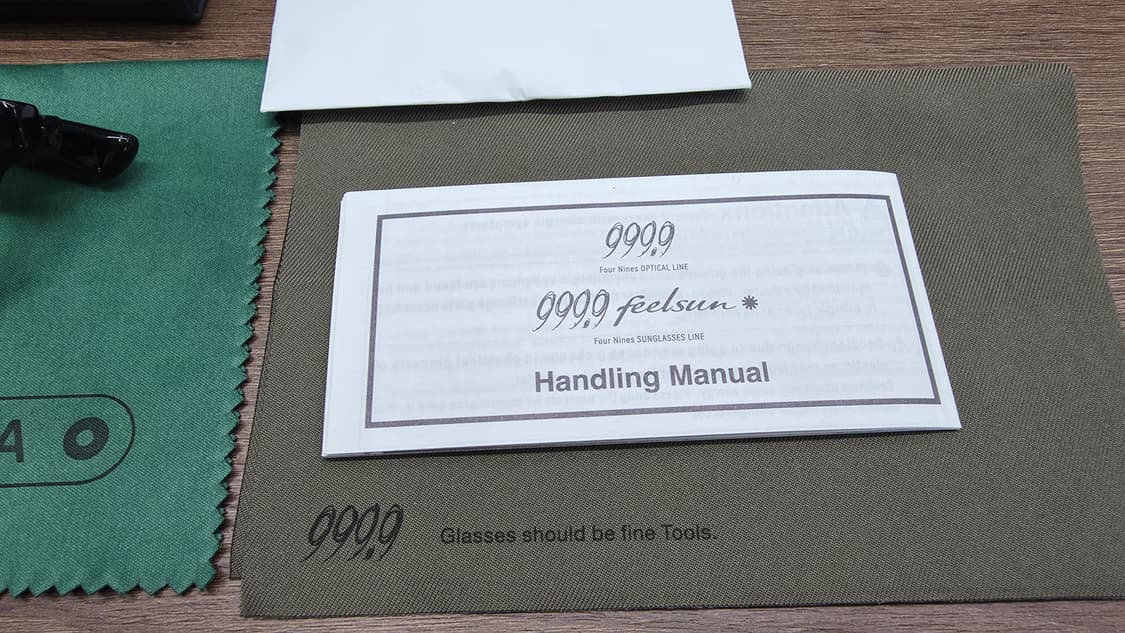 999.9
Four Nines OPTICAL LINE
999.9 feelsun *
Four Nines SUNGLASSES LINE
Handling Manual
A
999.9 Glasses should be fine Tools.